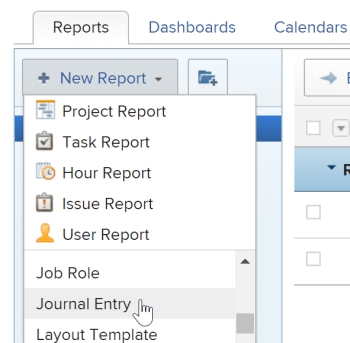 Reports Dashboards Calendars
New Report
Project Report
Task Report
Hour Report
Issue Report
User Report
Job Role
Journal Entry
Layout Template